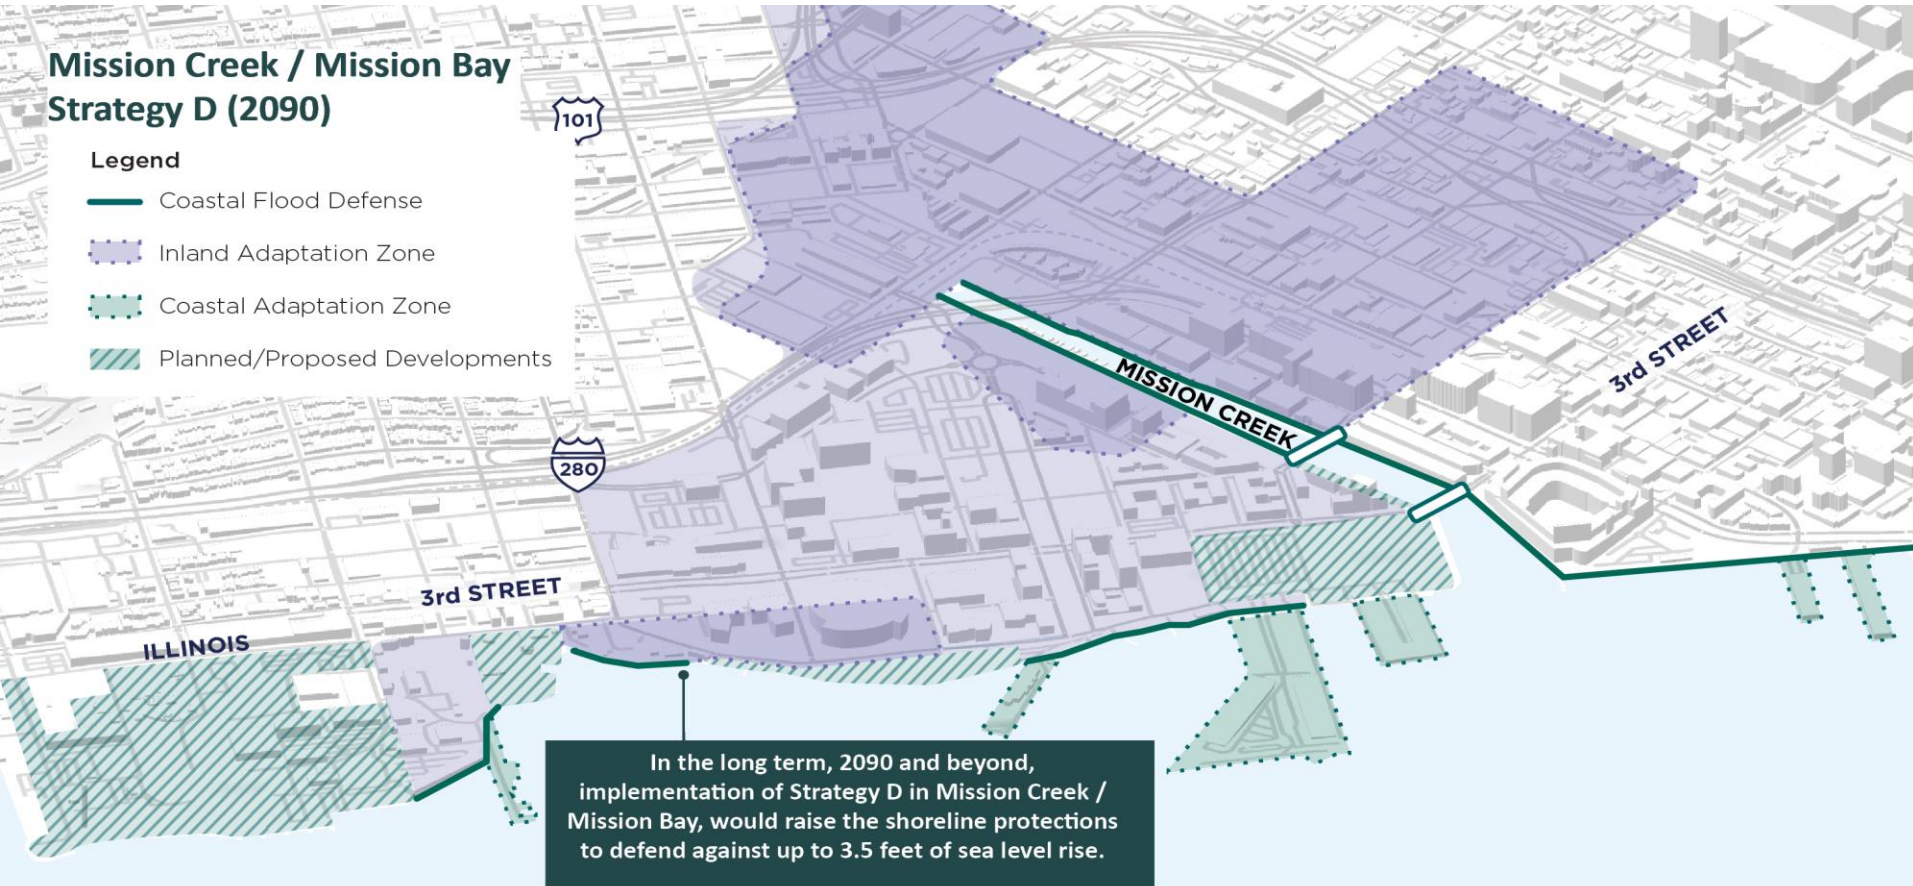 Mission Creek / Mission Bay
Strategy D (2090)
101
Legend
Coastal Flood Defense
Inland Adaptation Zone
Coastal Adaptation Zone
Planned/Proposed Developments
3rd STREET
MISSION CREEK
280
3rd STREET
ILLINOIS
In the long term, 2090 and beyond,
implementation of Strategy D in Mission Creek /
Mission Bay, would raise the shoreline protections
to defend against up to 3.5 feet of sea level rise.